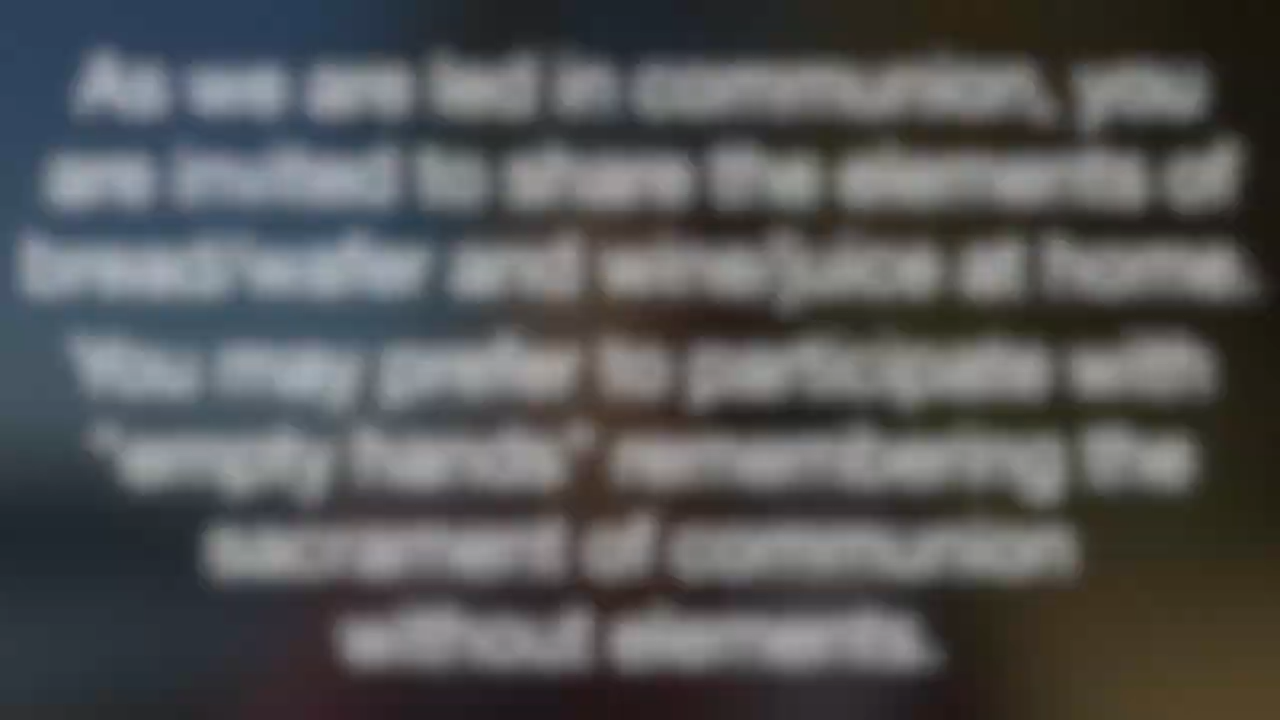 As we are led in communion, you
are invited to share the elements of
bread/wafer and wine/juice at home.
You may prefer to participate with
"empty hands" remembering the
sacrament of communion
without elements.